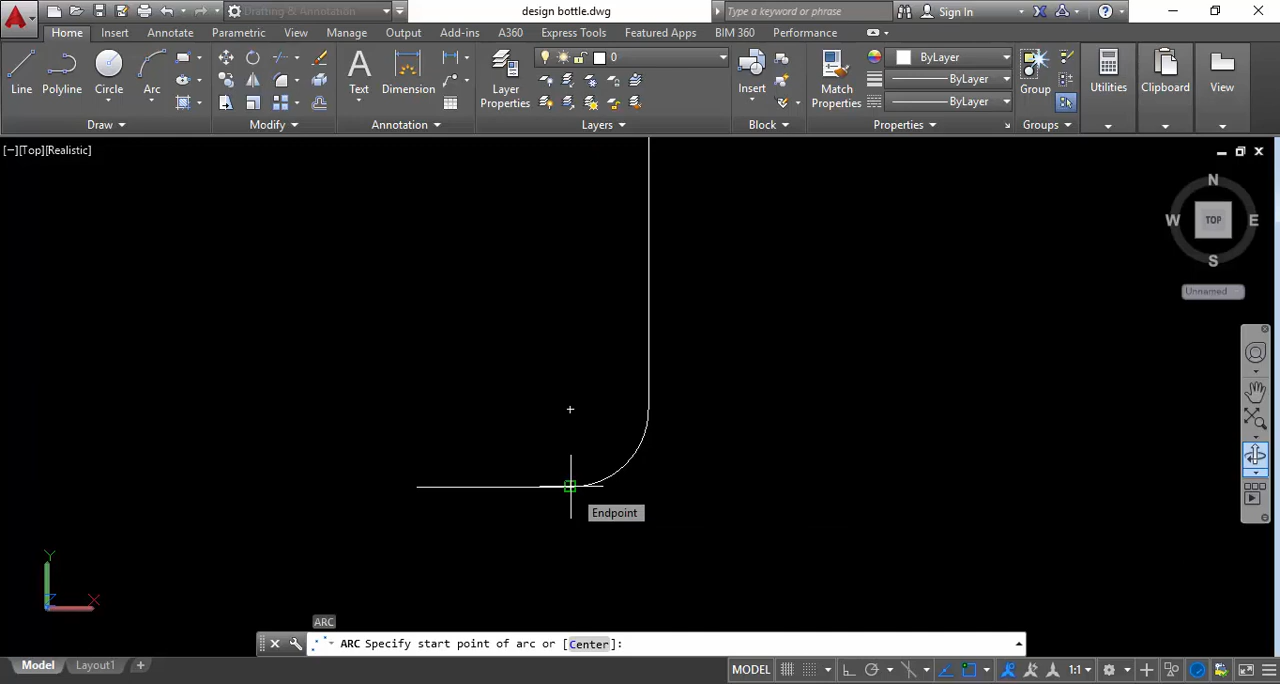 Drafting & Annotation
design bottle.dwg
Type a keyword or phrase
Sign In
Home Insert Annotate Parametric View Manage Output Add-ins A360 Express Tools Featured Apps BIM 360 Performance
Line Polyline Circle Arc
Text Dimension
Layer Properties
0
Insert
Match Properties
ByLayer
ByLayer
ByLayer
Group
Utilities
Clipboard
View
Draw Modify Annotation Layers Block Properties Groups
[−][Top][Realistic]
N
W TOP E
S
Unnamed
Endpoint
Y
X
ARC
ARC Specify start point of arc or [Center]:
Model Layout1 +
MODEL 1:1